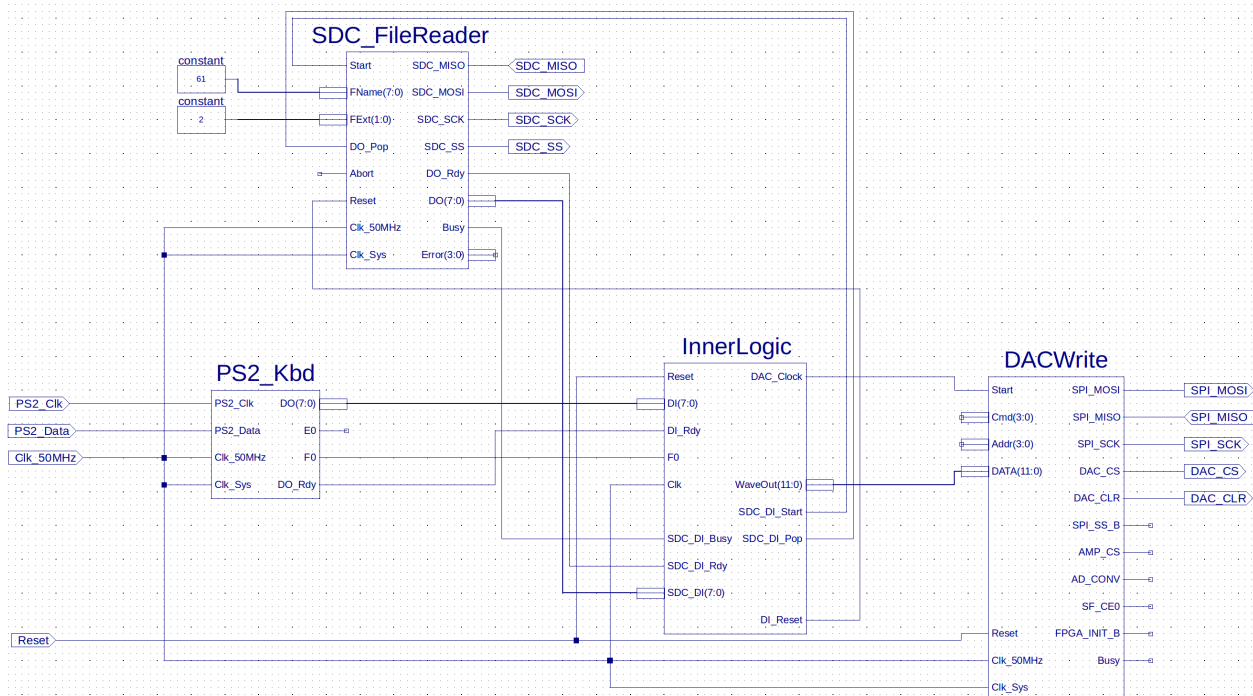 SDC_FileReader
constant
61
constant
2
Start SDC_MISO
FName(7:0) SDC_MOSI
FExt(1:0) SDC_SCK
DO_Pop SDC_SS
Abort DO_Rdy
Reset DO(7:0)
Clk_50MHz Busy
Clk_Sys Error(3:0)
SDC_MISO
SDC_MOSI
SDC_SCK
SDC_SS
PS2_Kbd
PS2_Clk
PS2_Data
Clk_50MHz
PS2_Clk DO(7:0)
PS2_Data E0
Clk_50MHz F0
Clk_Sys DO_Rdy
InnerLogic
Reset DAC_Clock
DI(7:0)
DI_Rdy
F0
Clk WaveOut(11:0)
SDC_DI_Start
SDC_DI_Busy SDC_DI_Pop
SDC_DI_Rdy
SDC_DI(7:0)
DI_Reset
Reset
DACWrite
Start SPI_MOSI
Cmd(3:0) SPI_MISO
Addr(3:0) SPI_SCK
DATA(11:0) DAC_CS
DAC_CLR
SPI_SS_B
AMP_CS
AD_CONV
SF_CE0
Reset FPGA_INIT_B
Clk_50MHz Busy
Clk_Sys
SPI_MOSI
SPI_MISO
SPI_SCK
DAC_CS
DAC_CLR